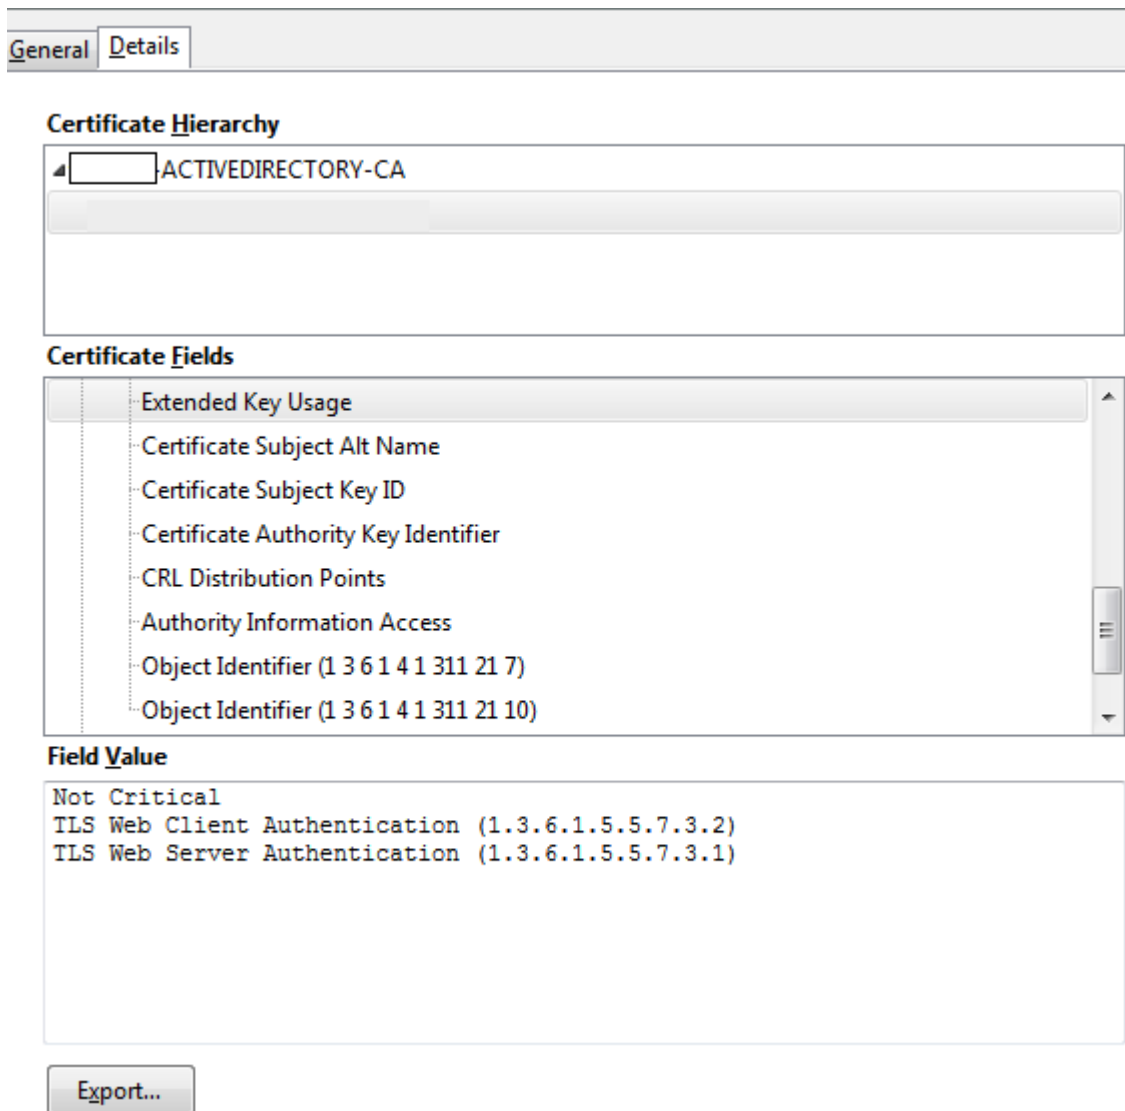 General Details
Certificate Hierarchy
-ACTIVEDIRECTORY-CA
Certificate Fields
Extended Key Usage
Certificate Subject Alt Name
Certificate Subject Key ID
Certificate Authority Key Identifier
CRL Distribution Points
Authority Information Access
Object Identifier (1 3 6 1 4 1 311 21 7)
Object Identifier (1 3 6 1 4 1 311 21 10)
Field Value
Not Critical
TLS Web Client Authentication (1.3.6.1.5.5.7.3.2)
TLS Web Server Authentication (1.3.6.1.5.5.7.3.1)
Export...